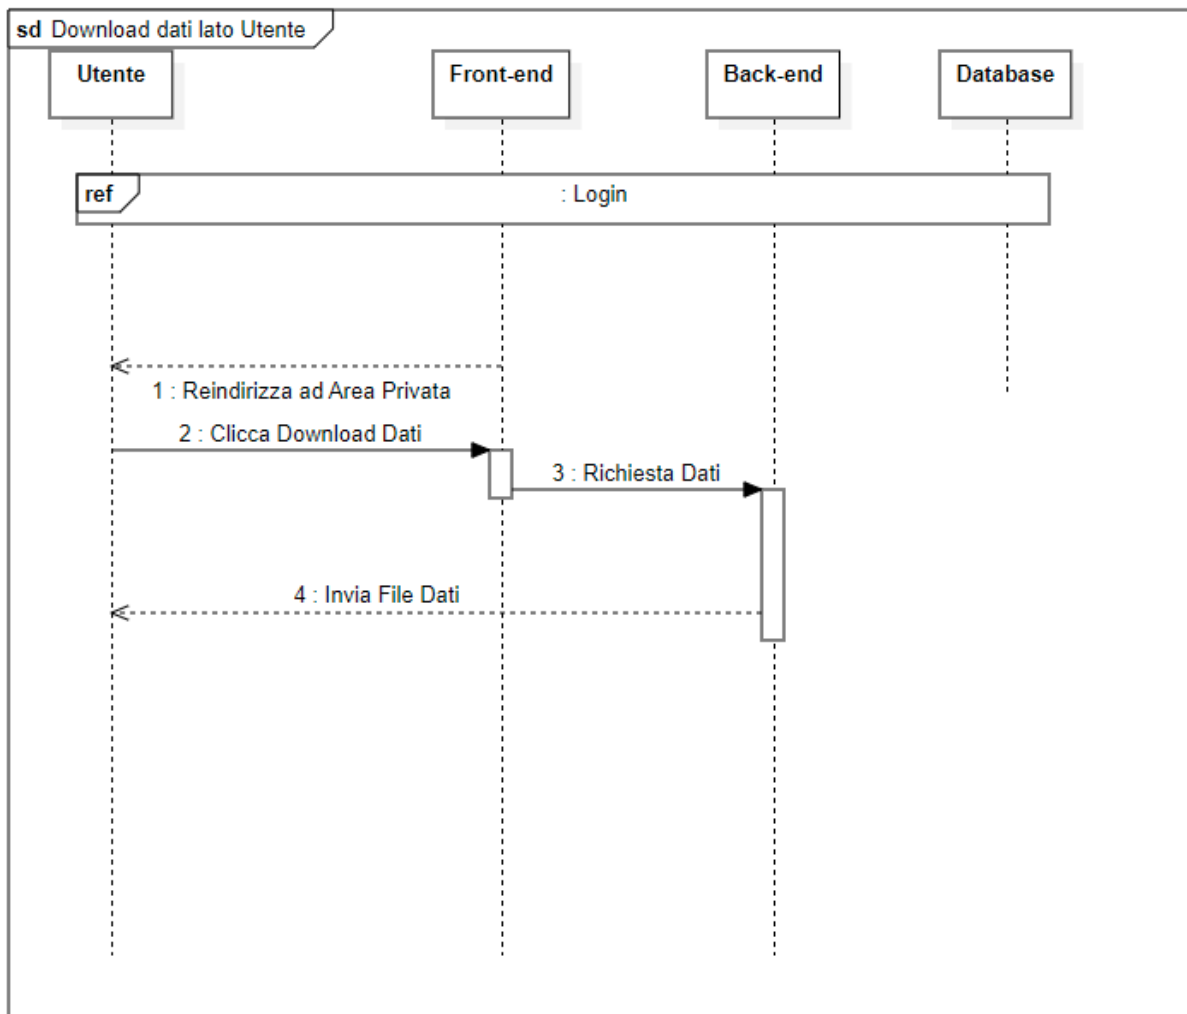 sd Download dati lato Utente
Utente
Front-end
Back-end
Database
ref
: Login
1 : Reindirizza ad Area Privata
2 : Clicca Download Dati
3 : Richiesta Dati
4 : Invia File Dati